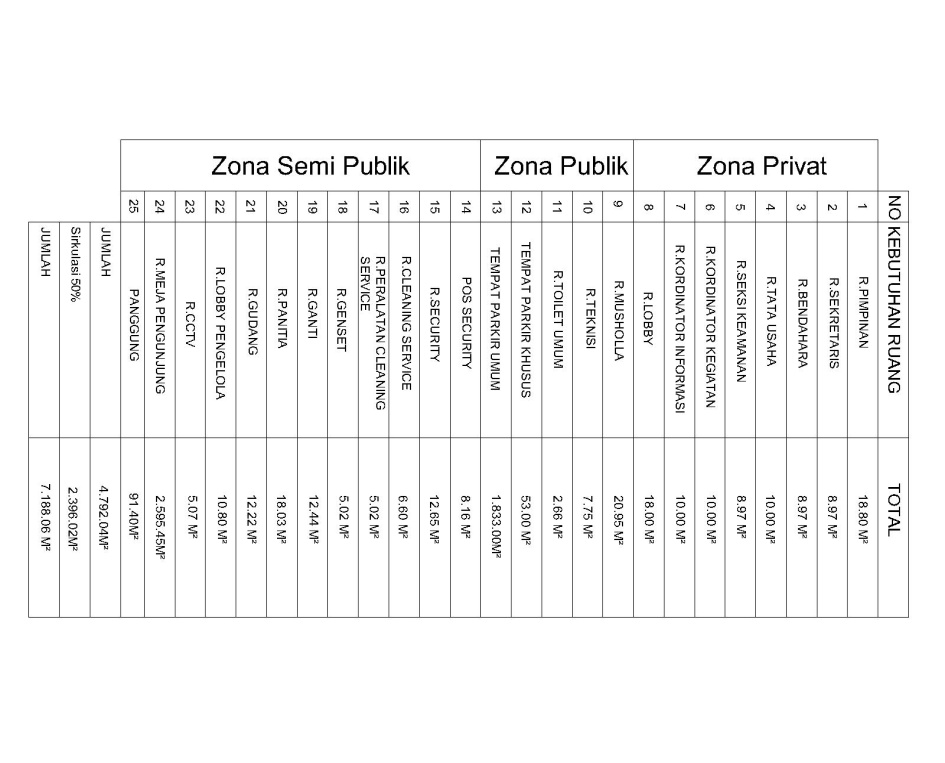 NO KEBUTUHAN RUANG TOTAL
Zona Privat
1 R.PIMPINAN 18.80 M²
2 R.SEKRETARIS 8.97 M²
3 R.BENDAHARA 8.97 M²
4 R.TATA USAHA 10.00 M²
5 R.SEKSI KEAMANAN 8.97 M²
6 R.KORDINATOR KEGIATAN 10.00 M²
7 R.KORDINATOR INFORMASI 10.00 M²
8 R.LOBBY 18.00 M²
Zona Publik
9 R.MUSHOLLA 20.95 M²
10 R.TEKNISI 7.75 M²
11 R.TOILET UMUM 2.66 M²
12 TEMPAT PARKIR KHUSUS 53.00 M²
13 TEMPAT PARKIR UMUM 1.833.00M²
Zona Semi Publik
14 POS SECURITY 8.16 M²
15 R.SECURITY 12.65 M²
16 R.CLEANING SERVICE 6.60 M²
17 R.PERALATAN CLEANING 5.02 M²
SERVICE
18 R.GENSET 5.02 M²
19 R.GANTI 12.44 M²
20 R.PANITIA 18.03 M²
21 R.GUDANG 12.22 M²
22 R.LOBBY PENGELOLA 10.80 M²
23 R.CCTV 5.07 M²
24 R.MEJA PENGUNJUNG 2.595.45M²
25 PANGGUNG 91.40M²
JUMLAH 4.792.04M²
Sirkulasi 50% 2.396.02M²
JUMLAH 7.188.06 M²